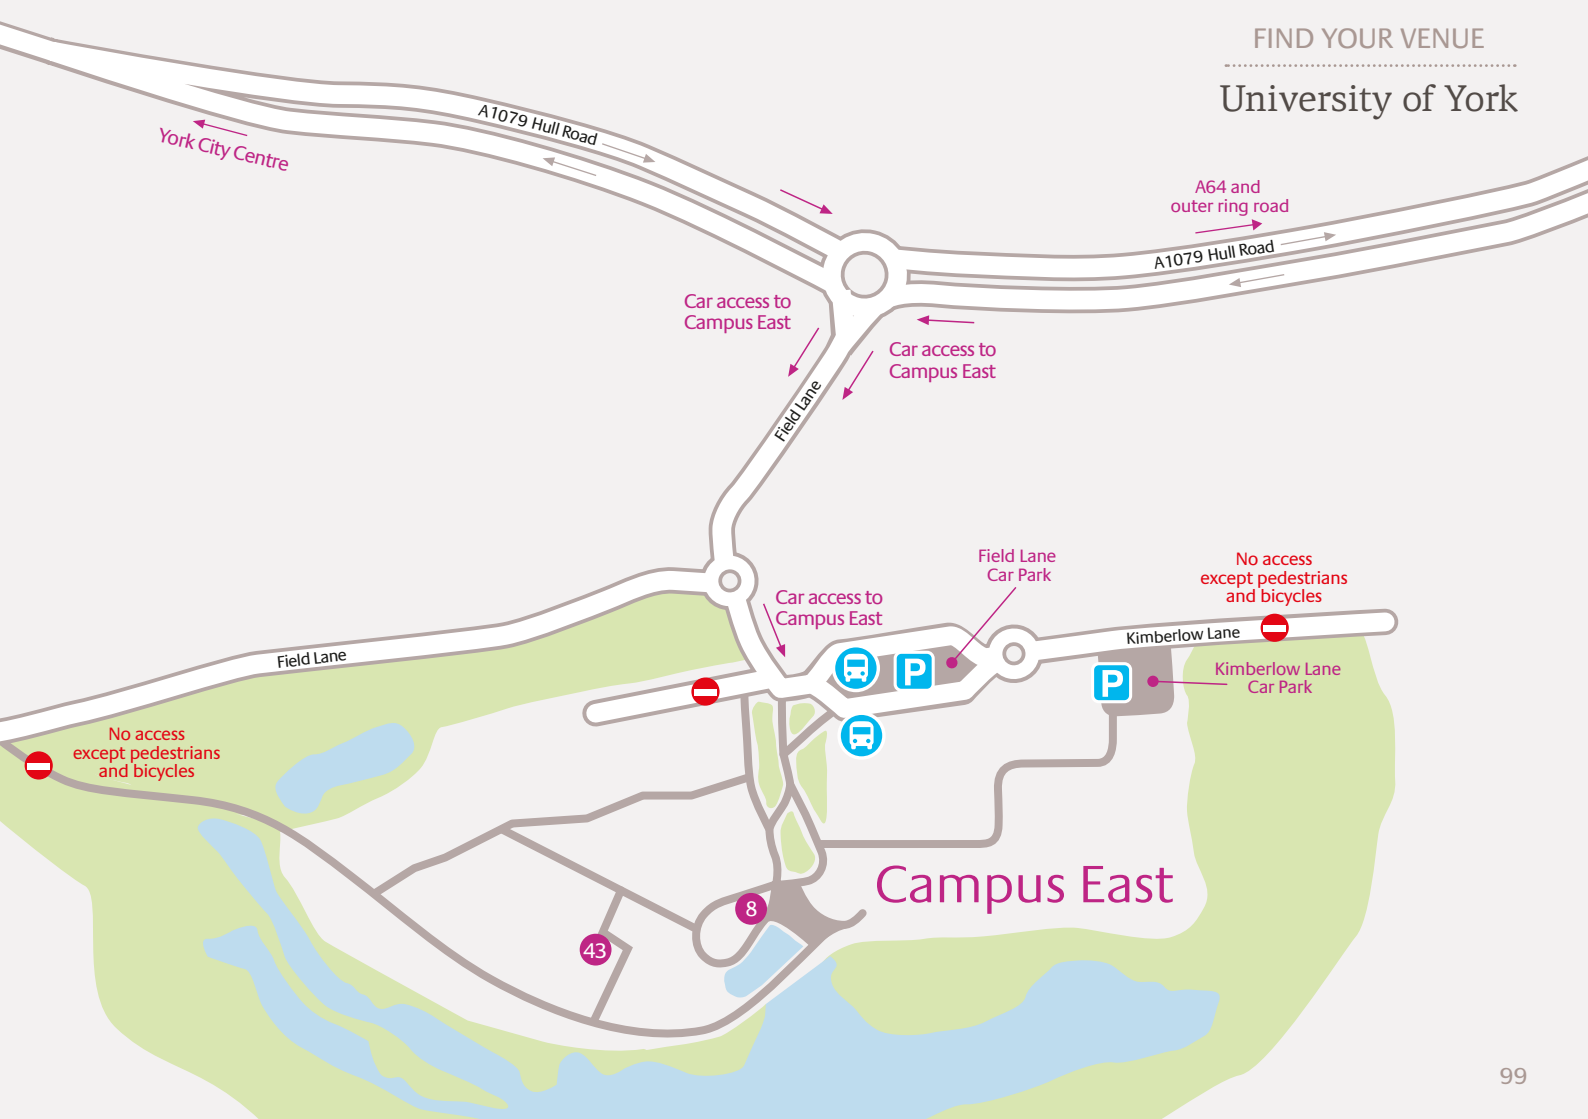 FIND YOUR VENUE
University of York
A1079 Hull Road
York City Centre
A64 and
outer ring road
A1079 Hull Road
Car access to
Campus East
Car access to
Campus East
Field Lane
Field Lane
Car Park
No access
except pedestrians
and bicycles
Car access to
Campus East
Kimberlow Lane
Field Lane
P
P
Kimberlow Lane
Car Park
No access
except pedestrians
and bicycles
Campus East
8
43
99